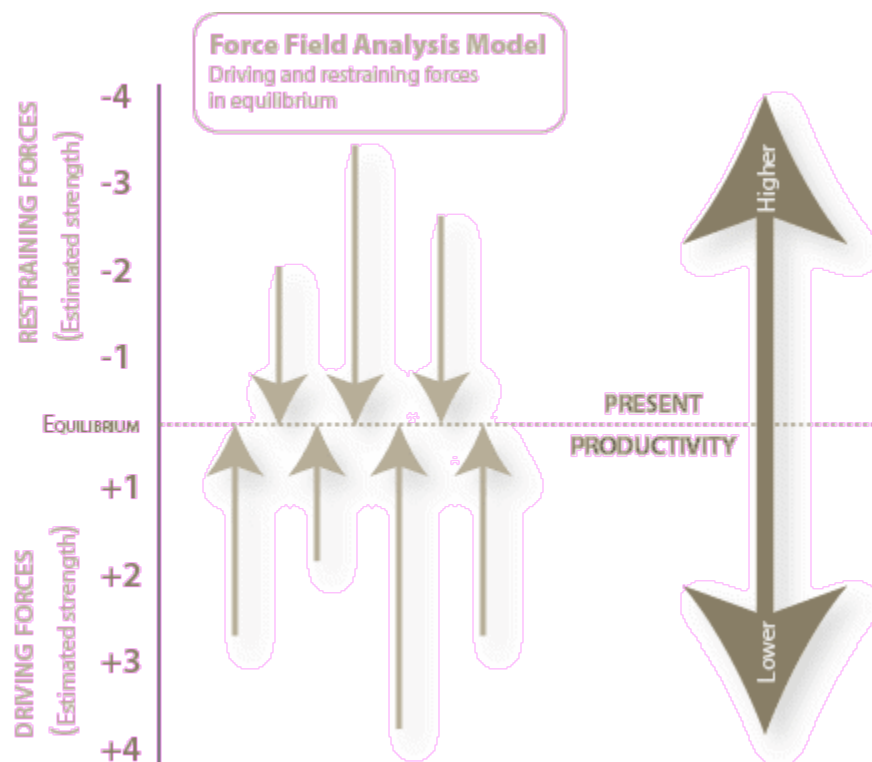 Force Field Analysis Model
Driving and restraining forces
in equilibrium
RESTRAINING FORCES
(Estimated strength)
-4
-3
-2
-1
EQUILIBRIUM
+1
+2
+3
+4
DRIVING FORCES
(Estimated strength)
PRESENT
PRODUCTIVITY
Higher
Lower